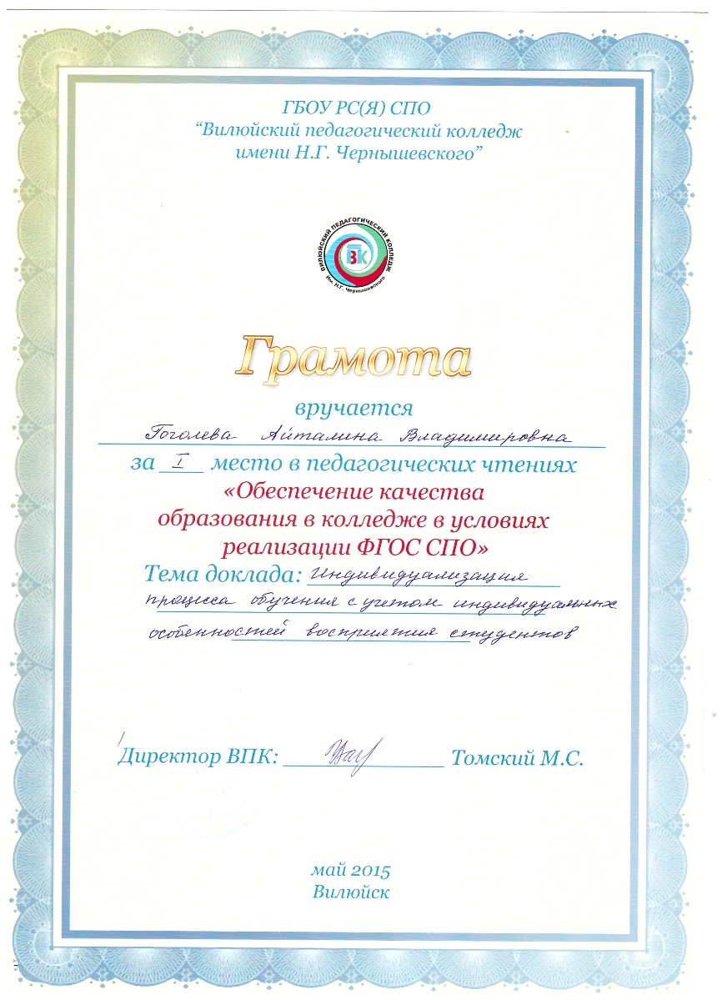 ГБОУ РС(Я) СПО
“Вилюйский педагогический колледж
имени Н.Г. Чернышевского”
ВИЛЮЙСКИЙ ПЕДАГОГИЧЕСКИЙ КОЛЛЕДЖ
ВПК
Им. Н.Г. Чернышевского
Грамота
вручается
Гоголева Айталина Владимировна
за I место в педагогических чтениях
«Обеспечение качества
образования в колледже в условиях
реализации ФГОС СПО»
Тема доклада: Индивидуализация
процесса обучения с учетом индивидуальных
особенностей восприятия студентов
Директор ВПК: Томский М.С.
май 2015
Вилюйск